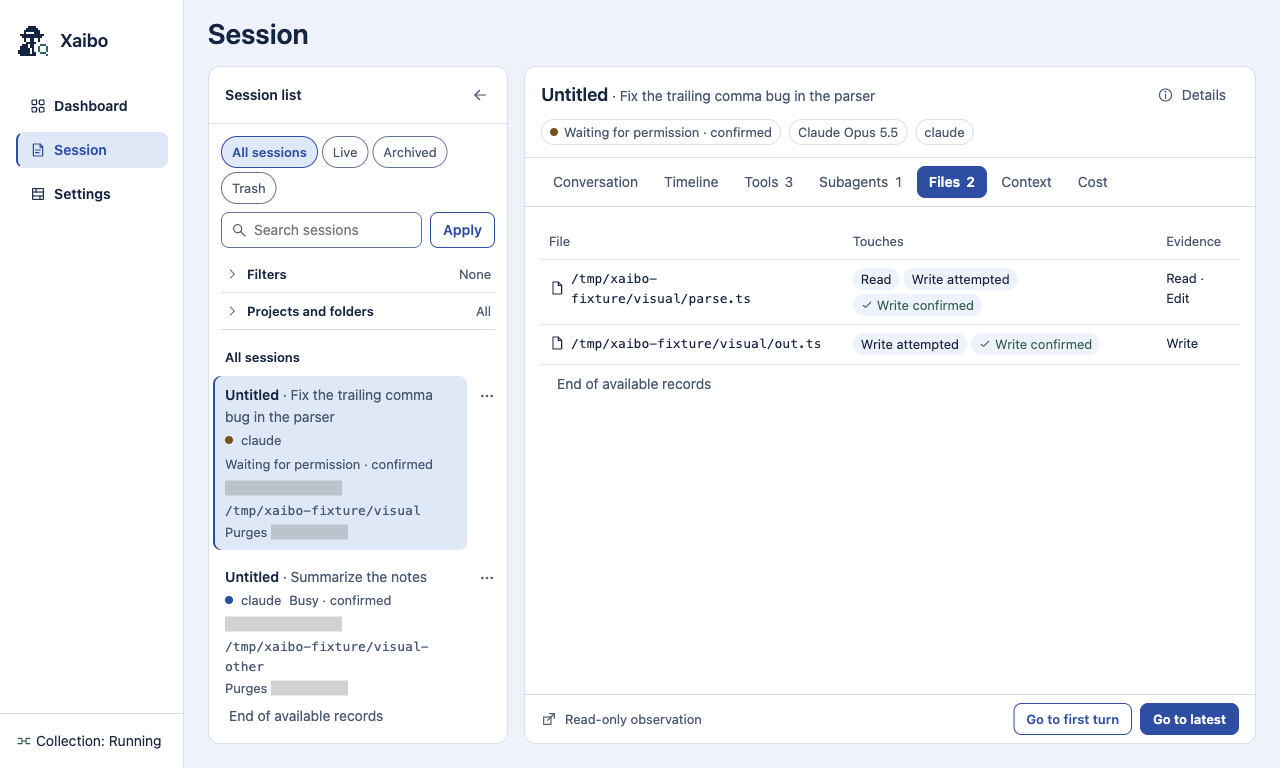 Xaibo
Dashboard
Session
Settings
Collection: Running
Session
Session list
All sessions
Live
Archived
Trash
Search sessions
Apply
Filters
None
Projects and folders
All
All sessions
Untitled · Fix the trailing comma
bug in the parser
claude
Waiting for permission · confirmed
/tmp/xaibo-fixture/visual
Purges
Untitled · Summarize the notes
claude Busy · confirmed
/tmp/xaibo-fixture/visual-
other
Purges
End of available records
Untitled · Fix the trailing comma bug in the parser
Details
Waiting for permission · confirmed
Claude Opus 5.5
claude
Conversation
Timeline
Tools 3
Subagents 1
Files 2
Context
Cost
File
Touches
Evidence
/tmp/xaibo-
fixture/visual/parse.ts
Read
Write attempted
Write confirmed
Read ·
Edit
/tmp/xaibo-fixture/visual/out.ts
Write attempted
Write confirmed
Write
End of available records
Read-only observation
Go to first turn
Go to latest